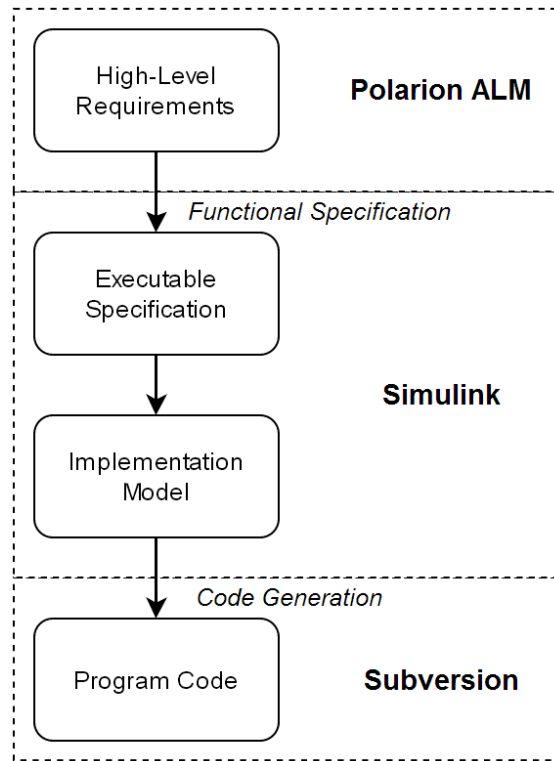 High-Level
Requirements
Polarion ALM
Functional Specification
Executable
Specification
Simulink
Implementation
Model
Code Generation
Program Code
Subversion